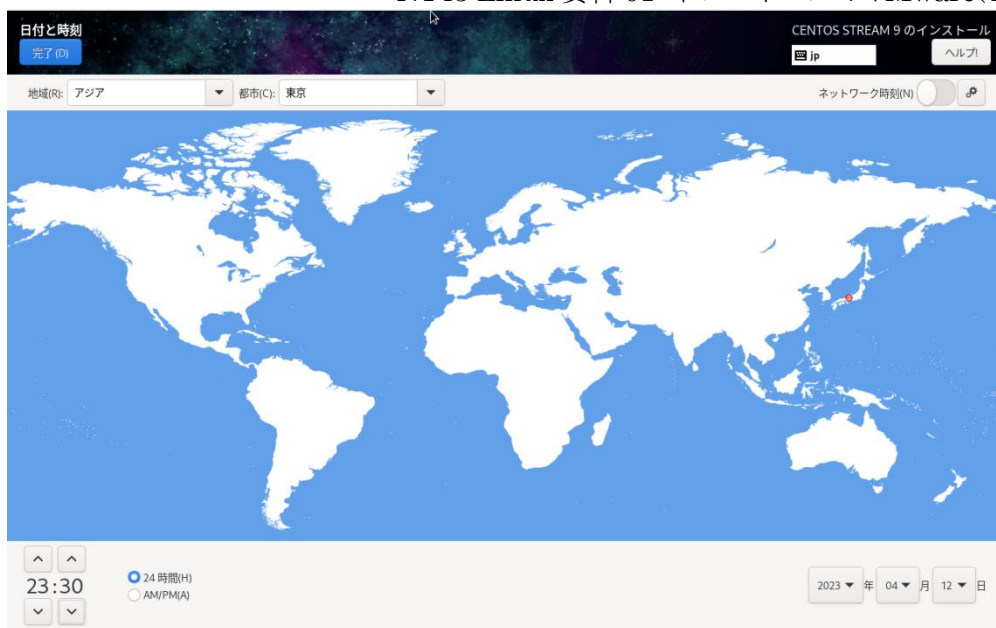 日付と時刻
CENTOS STREAM 9 のインストール
完了(D)
jp
ヘルプ!
地域(R): アジア 都市(C): 東京
ネットワーク時刻(N)
23:30
24 時間(H)
AM/PM(A)
2023 年 04 月 12 日